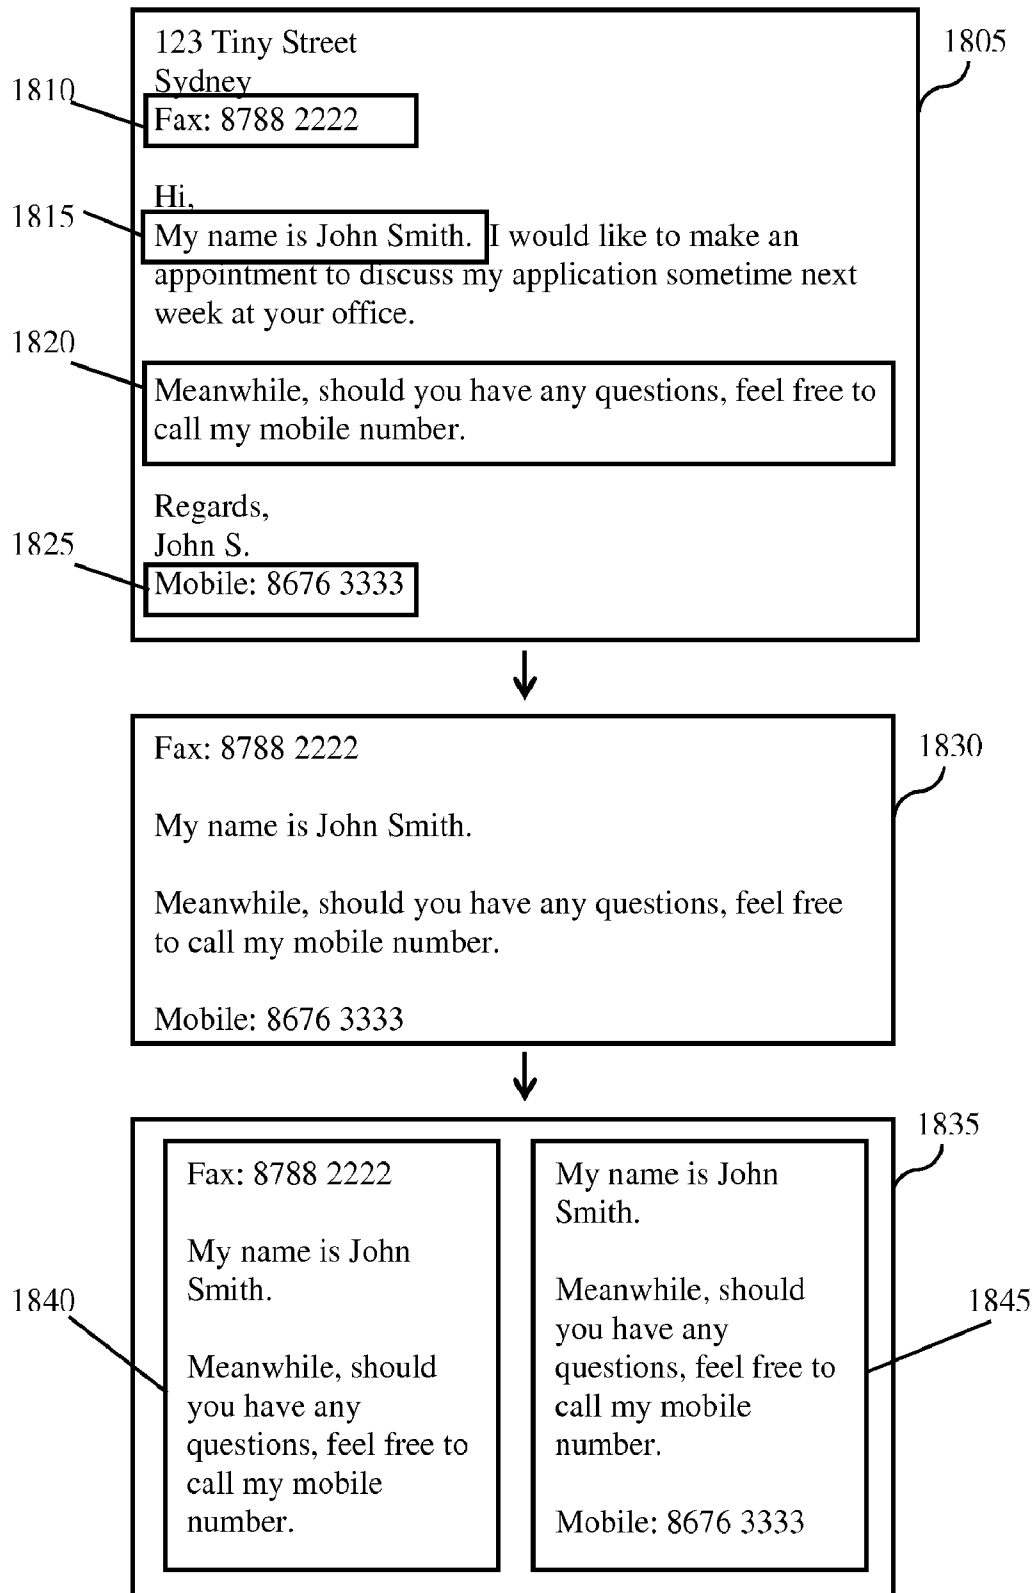 123 Tiny Street
1805
Sydney
1810
Fax: 8788 2222
Hi,
1815
My name is John Smith. I would like to make an
appointment to discuss my application sometime next
week at your office.
1820
Meanwhile, should you have any questions, feel free to
call my mobile number.
Regards,
John S.
1825
Mobile: 8676 3333
Fax: 8788 2222
1830
My name is John Smith.
Meanwhile, should you have any questions, feel free
to call my mobile number.
Mobile: 8676 3333
1835
1840
Fax: 8788 2222
My name is John
Smith.
Meanwhile, should
you have any
questions, feel free to
call my mobile
number.
My name is John
Smith.
Meanwhile, should
you have any
questions, feel free to
call my mobile
number.
Mobile: 8676 3333
1845